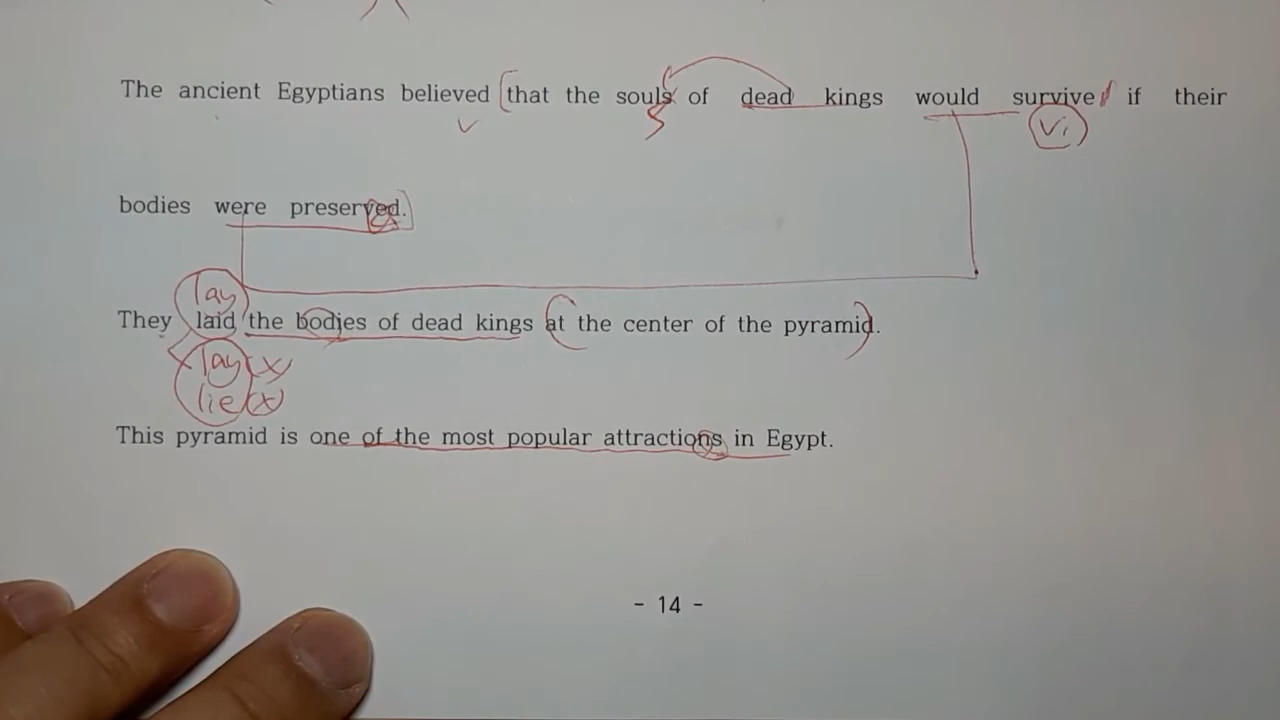 The ancient Egyptians believed that the souls of dead kings would survive if their
V
S
Vi
bodies were preserved.
lay
They laid the bodies of dead kings at the center of the pyramid.
lay (x)
lie (x)
This pyramid is one of the most popular attractions in Egypt.
- 14 -